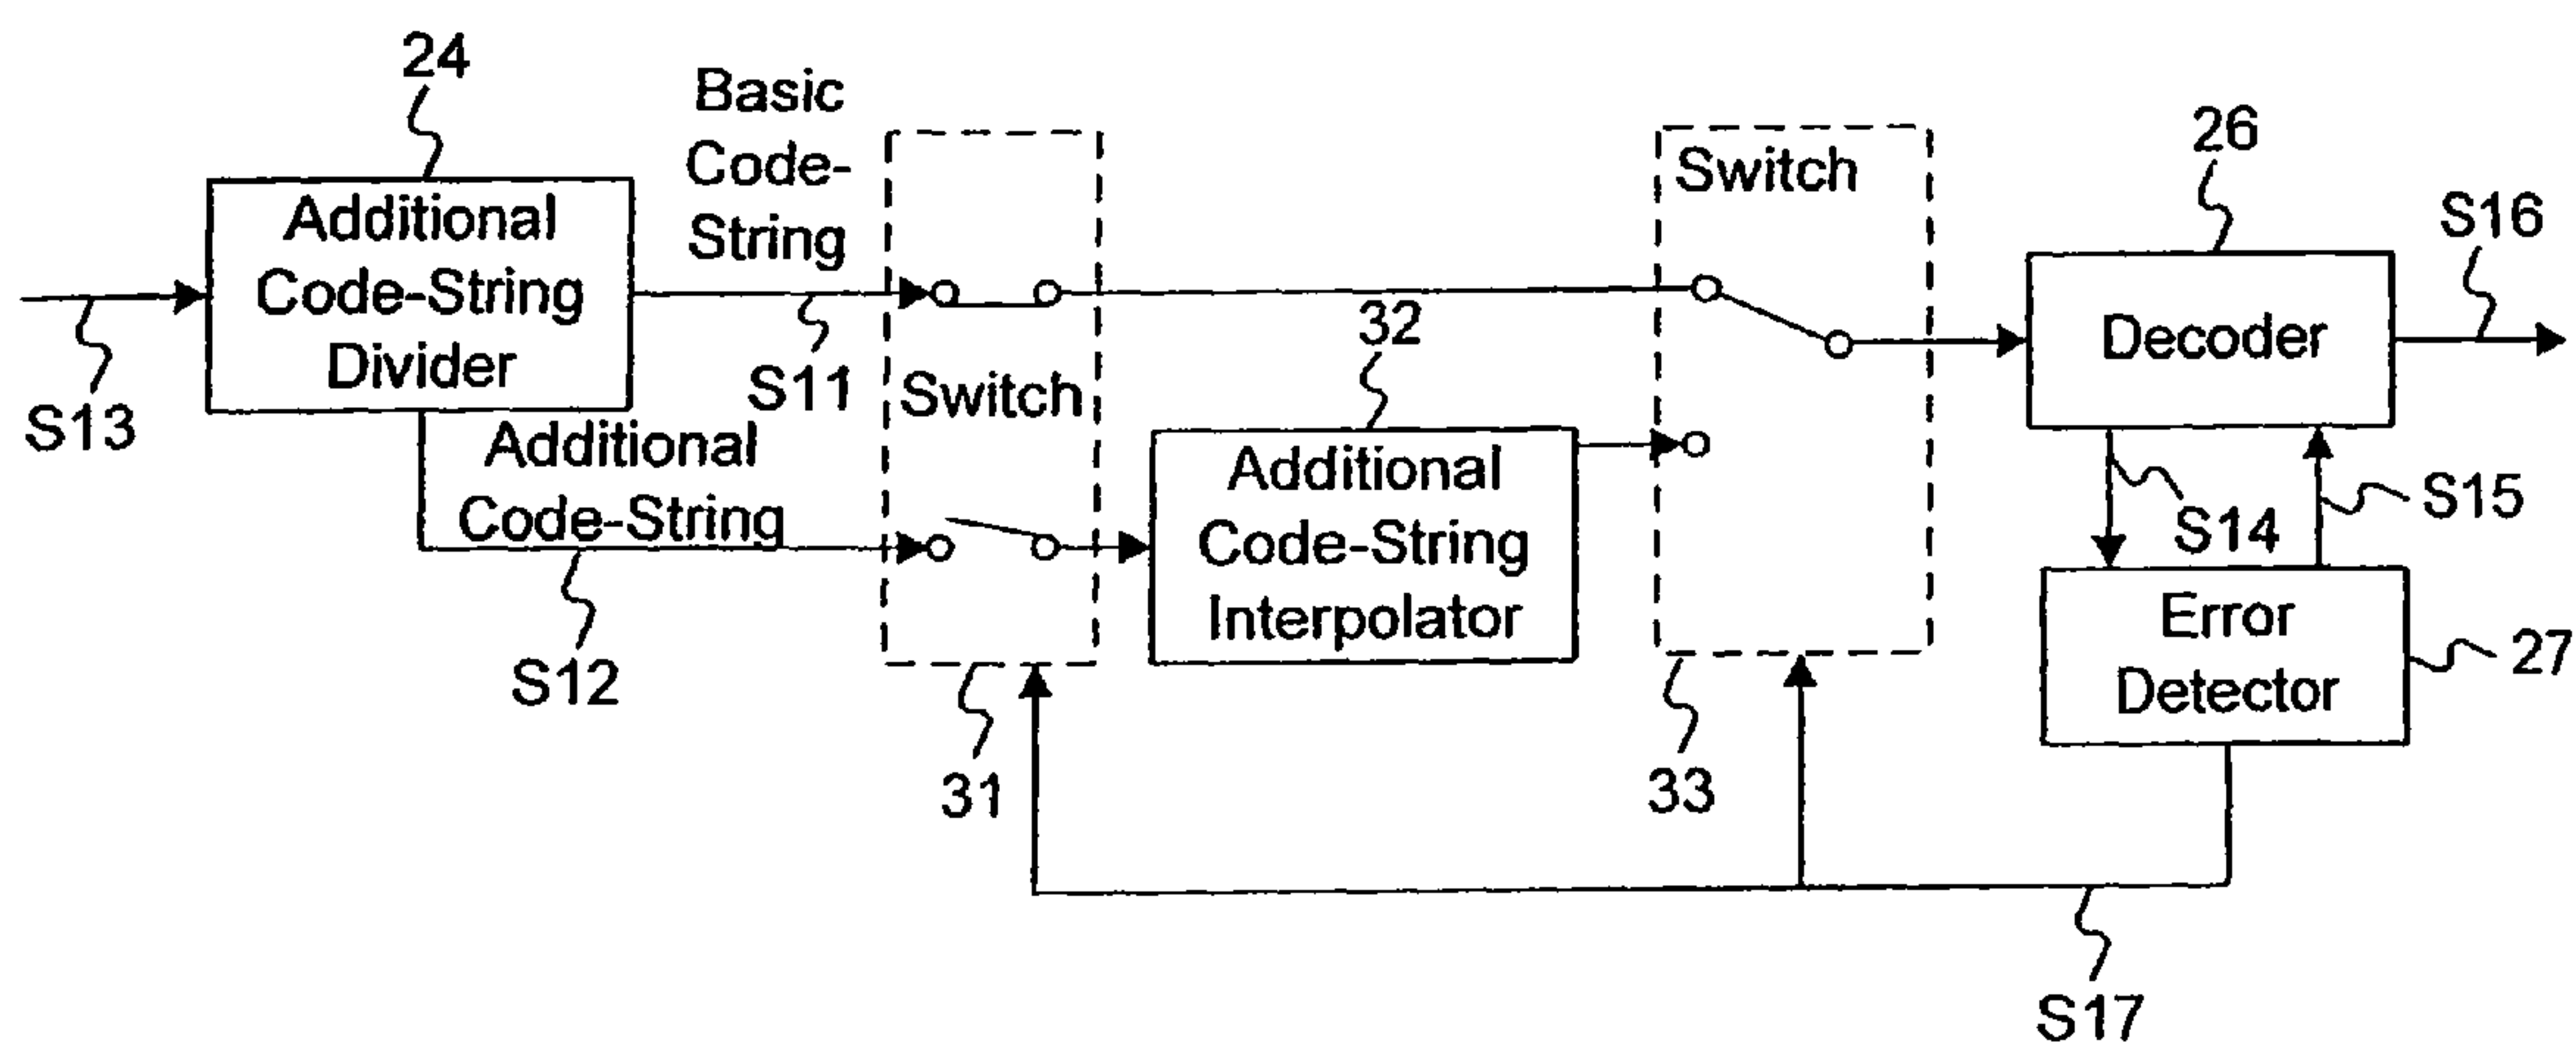 24
Basic
Code-
String
Additional
Code-String
Divider
S13
S11
Switch
Additional
Code-String
S12
31
32
Additional
Code-String
Interpolator
Switch
33
26
Decoder
S16
S14
S15
Error
Detector
27
S17